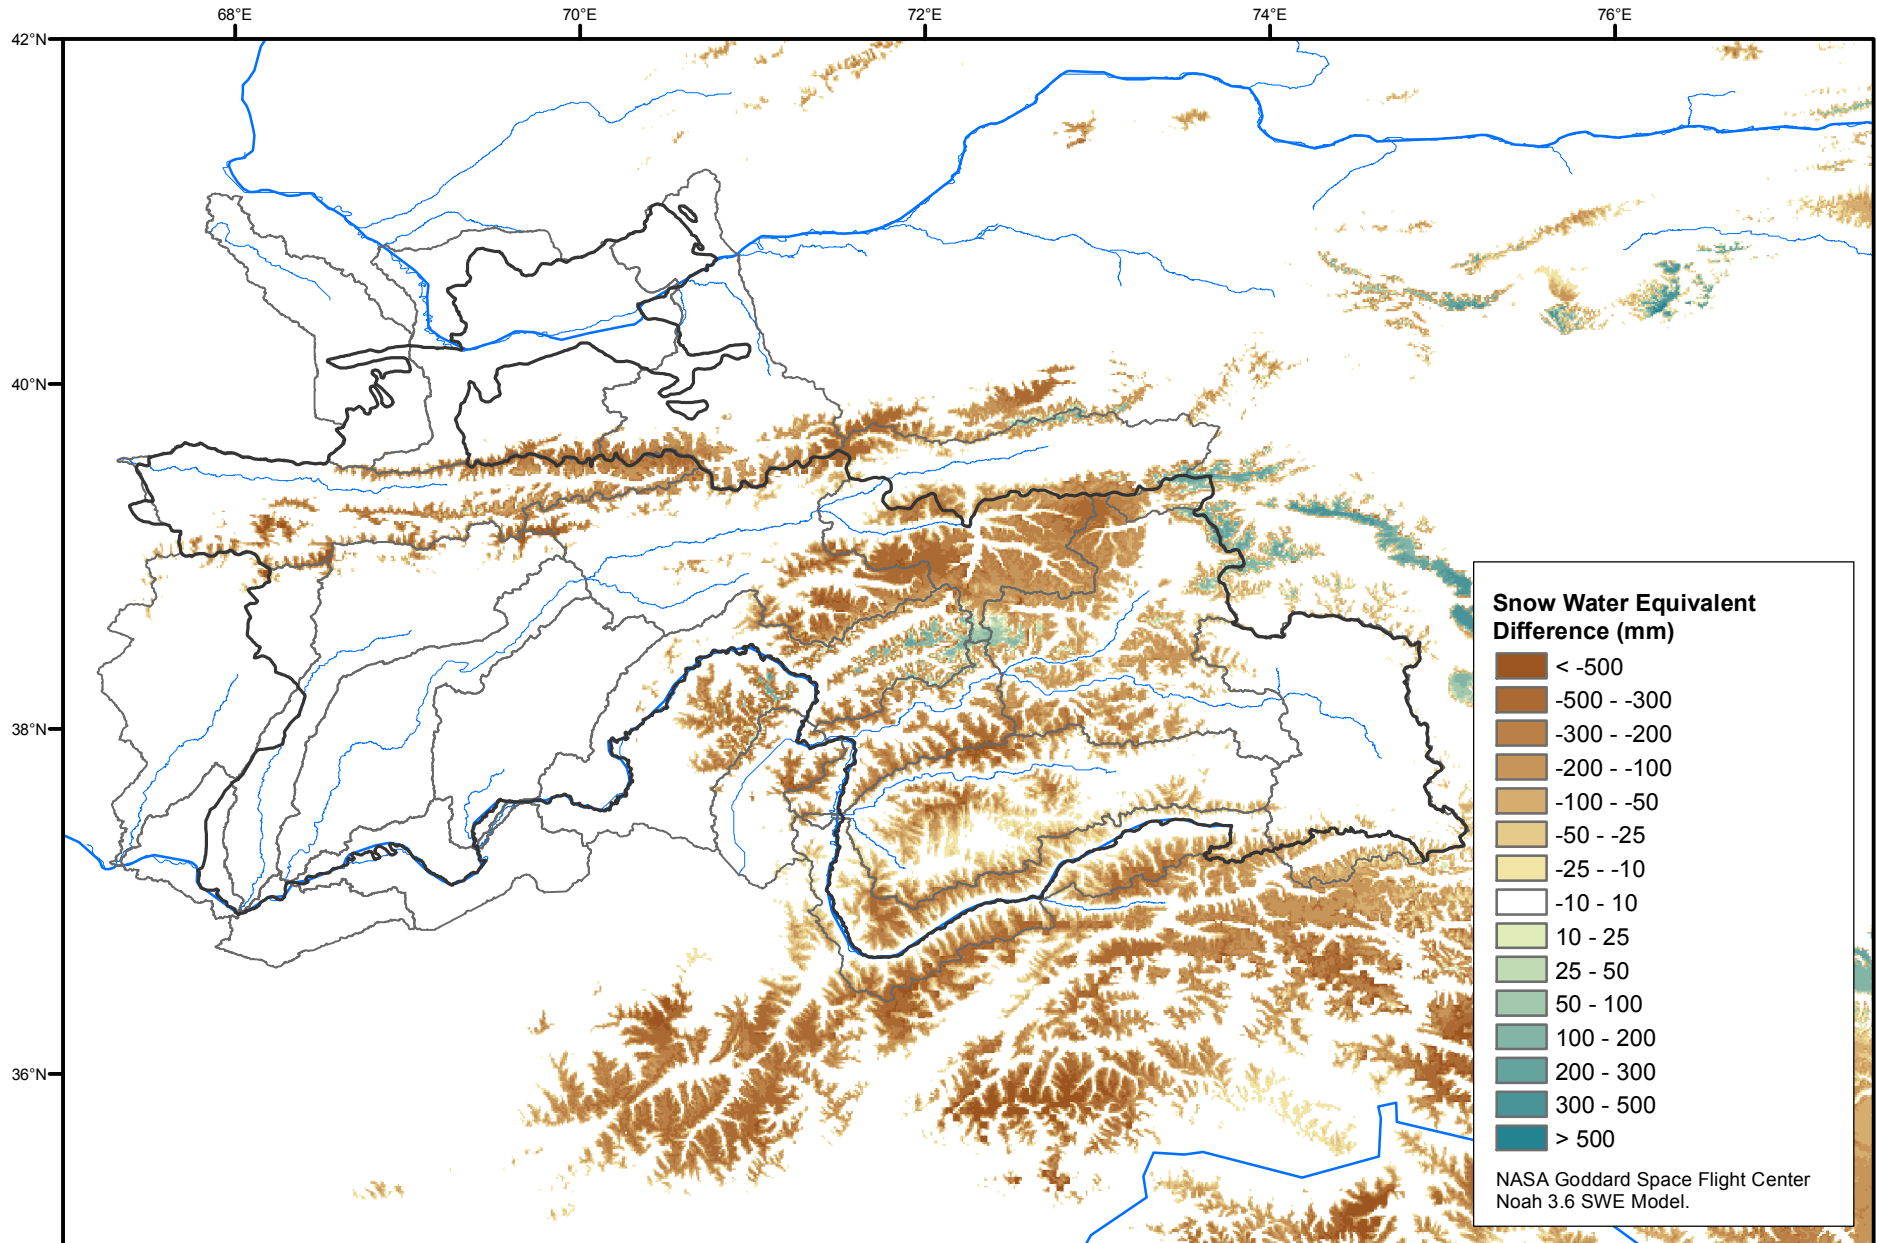 68°E
70°E
72°E
74°E
76°E
42°N
40°N
38°N
36°N
Snow Water Equivalent
Difference (mm)
< -500
-500 - -300
-300 - -200
-200 - -100
-100 - -50
-50 - -25
-25 - -10
-10 - 10
10 - 25
25 - 50
50 - 100
100 - 200
200 - 300
300 - 500
> 500
NASA Goddard Space Flight Center
Noah 3.6 SWE Model.